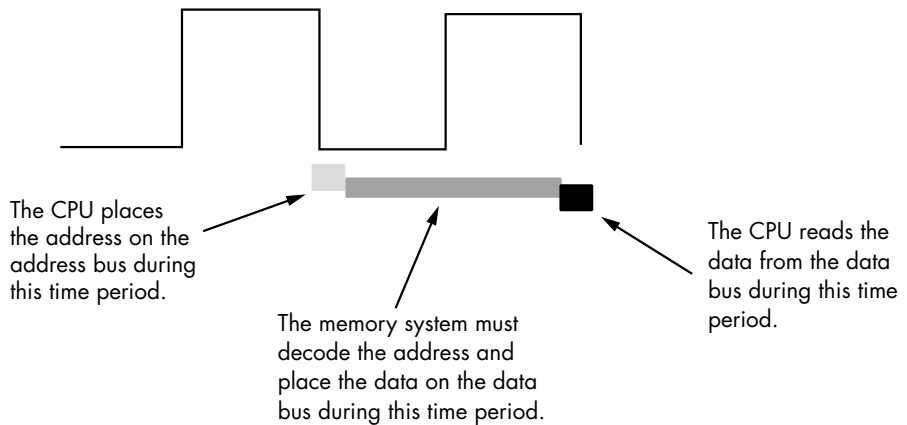 The CPU places
the address on the
address bus during
this time period.
The memory system must
decode the address and
place the data on the data
bus during this time period.
The CPU reads the
data from the data
bus during this time
period.